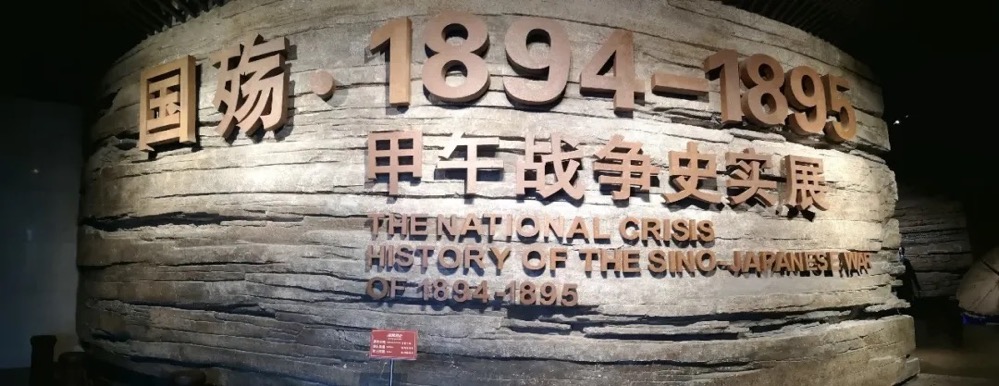 国殇·1894-1895
甲午战争史实展
THE NATIONAL CRISIS
HISTORY OF THE SINO-JAPANESE WAR
OF 1894-1895